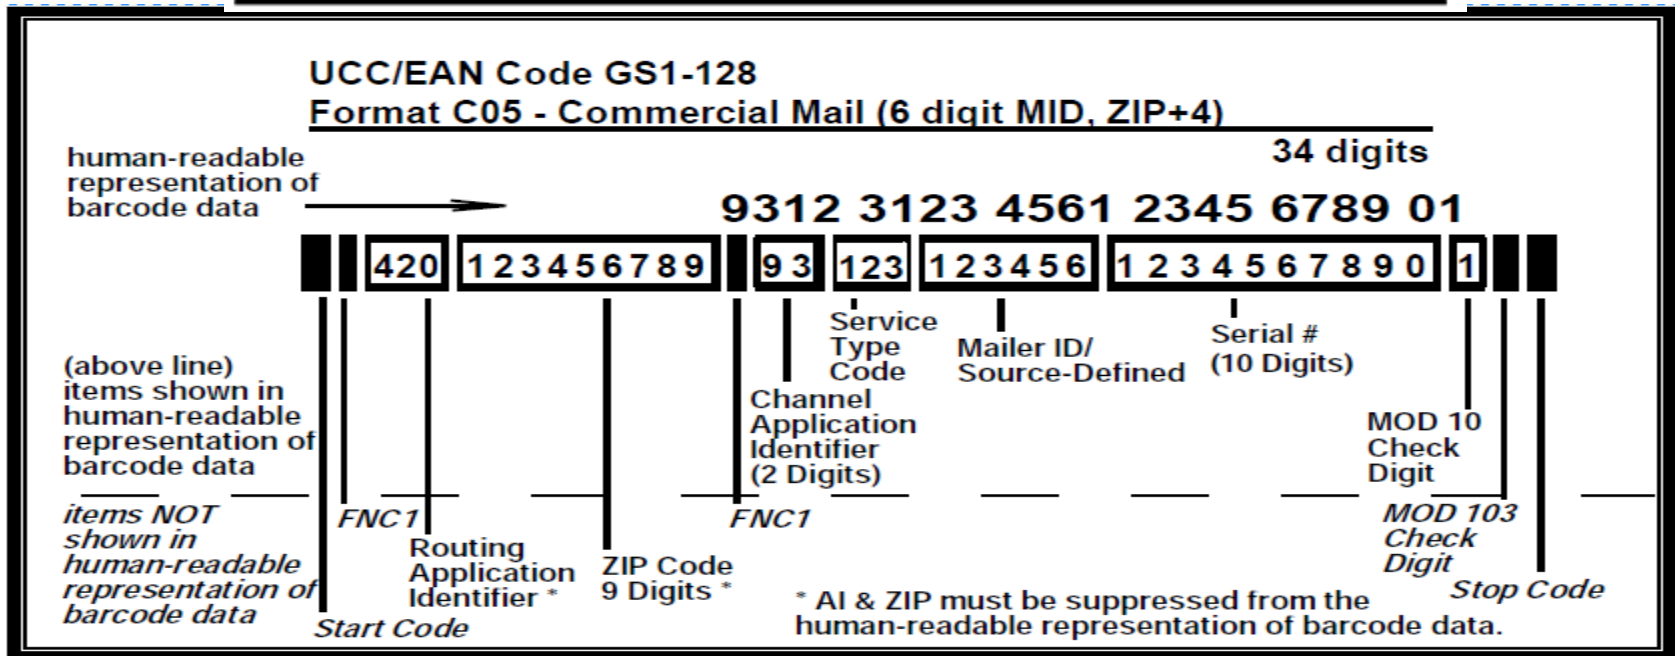 UCC/EAN Code GS1-128
Format C05 - Commercial Mail (6 digit MID, ZIP+4)
34 digits
human-readable
representation of
barcode data
9312 3123 4561 2345 6789 01
420 123456789 93 123 123456 1234567890 1
Service
Type
Code
Mailer ID/
Source-Defined
Serial #
(10 Digits)
(above line)
items shown in
human-readable
representation of
barcode data
Channel
Application
Identifier
(2 Digits)
MOD 10
Check
Digit
items NOT
shown in
human-readable
representation of
barcode data
FNC1
FNC1
MOD 103
Check
Digit
Routing
Application
Identifier *
ZIP Code
9 Digits *
Stop Code
Start Code
* AI & ZIP must be suppressed from the
human-readable representation of barcode data.